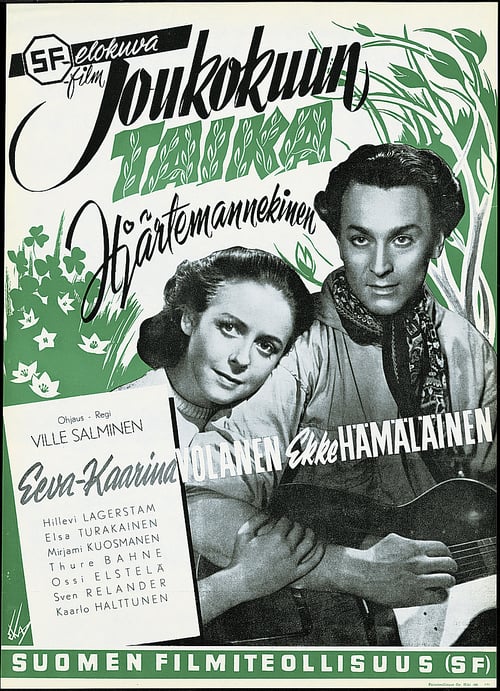 SF-
elokuva
-film
Joukokuun
TAIKA
Hjärtemannekinen
Ohjaus - Regi
VILLE SALMINEN
Eeva-Kaarina VOLANEN Ekke HÄMÄLÄINEN
Hillevi LAGERSTAM
Elsa TURAKAINEN
Mirjami KUOSMANEN
Thure BAHNE
Ossi ELSTELÄ
Sven RELANDER
Kaarlo HALTTUNEN
SUOMEN FILMITEOLLISUUS (SF)